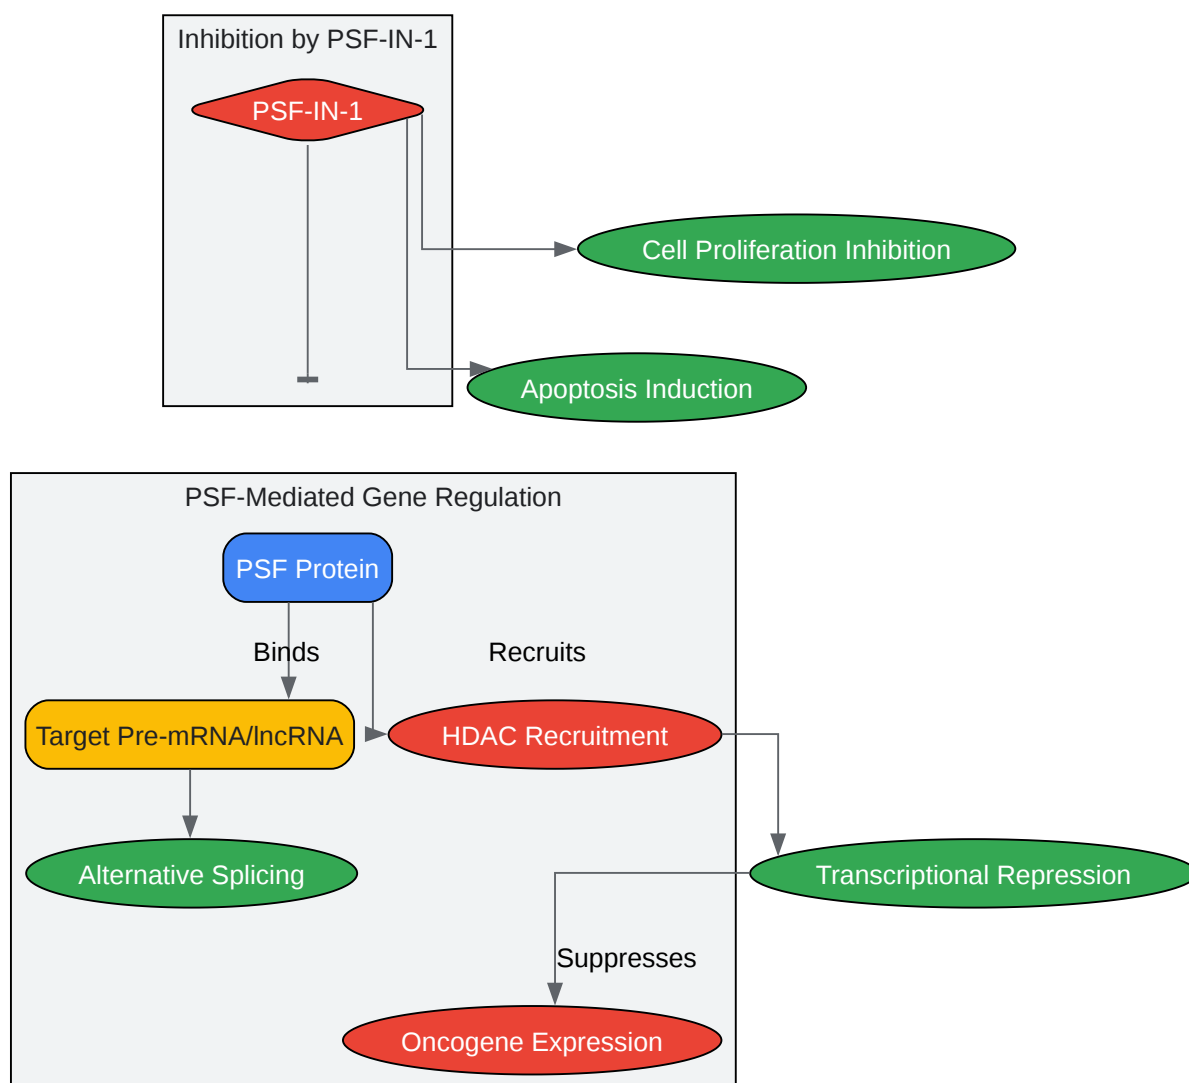 Inhibition by PSF-IN-1
PSF-IN-1
Cell Proliferation Inhibition
Apoptosis Induction
PSF-Mediated Gene Regulation
PSF Protein
Binds
Recruits
Target Pre-mRNA/lncRNA
HDAC Recruitment
Alternative Splicing
Transcriptional Repression
Suppresses
Oncogene Expression